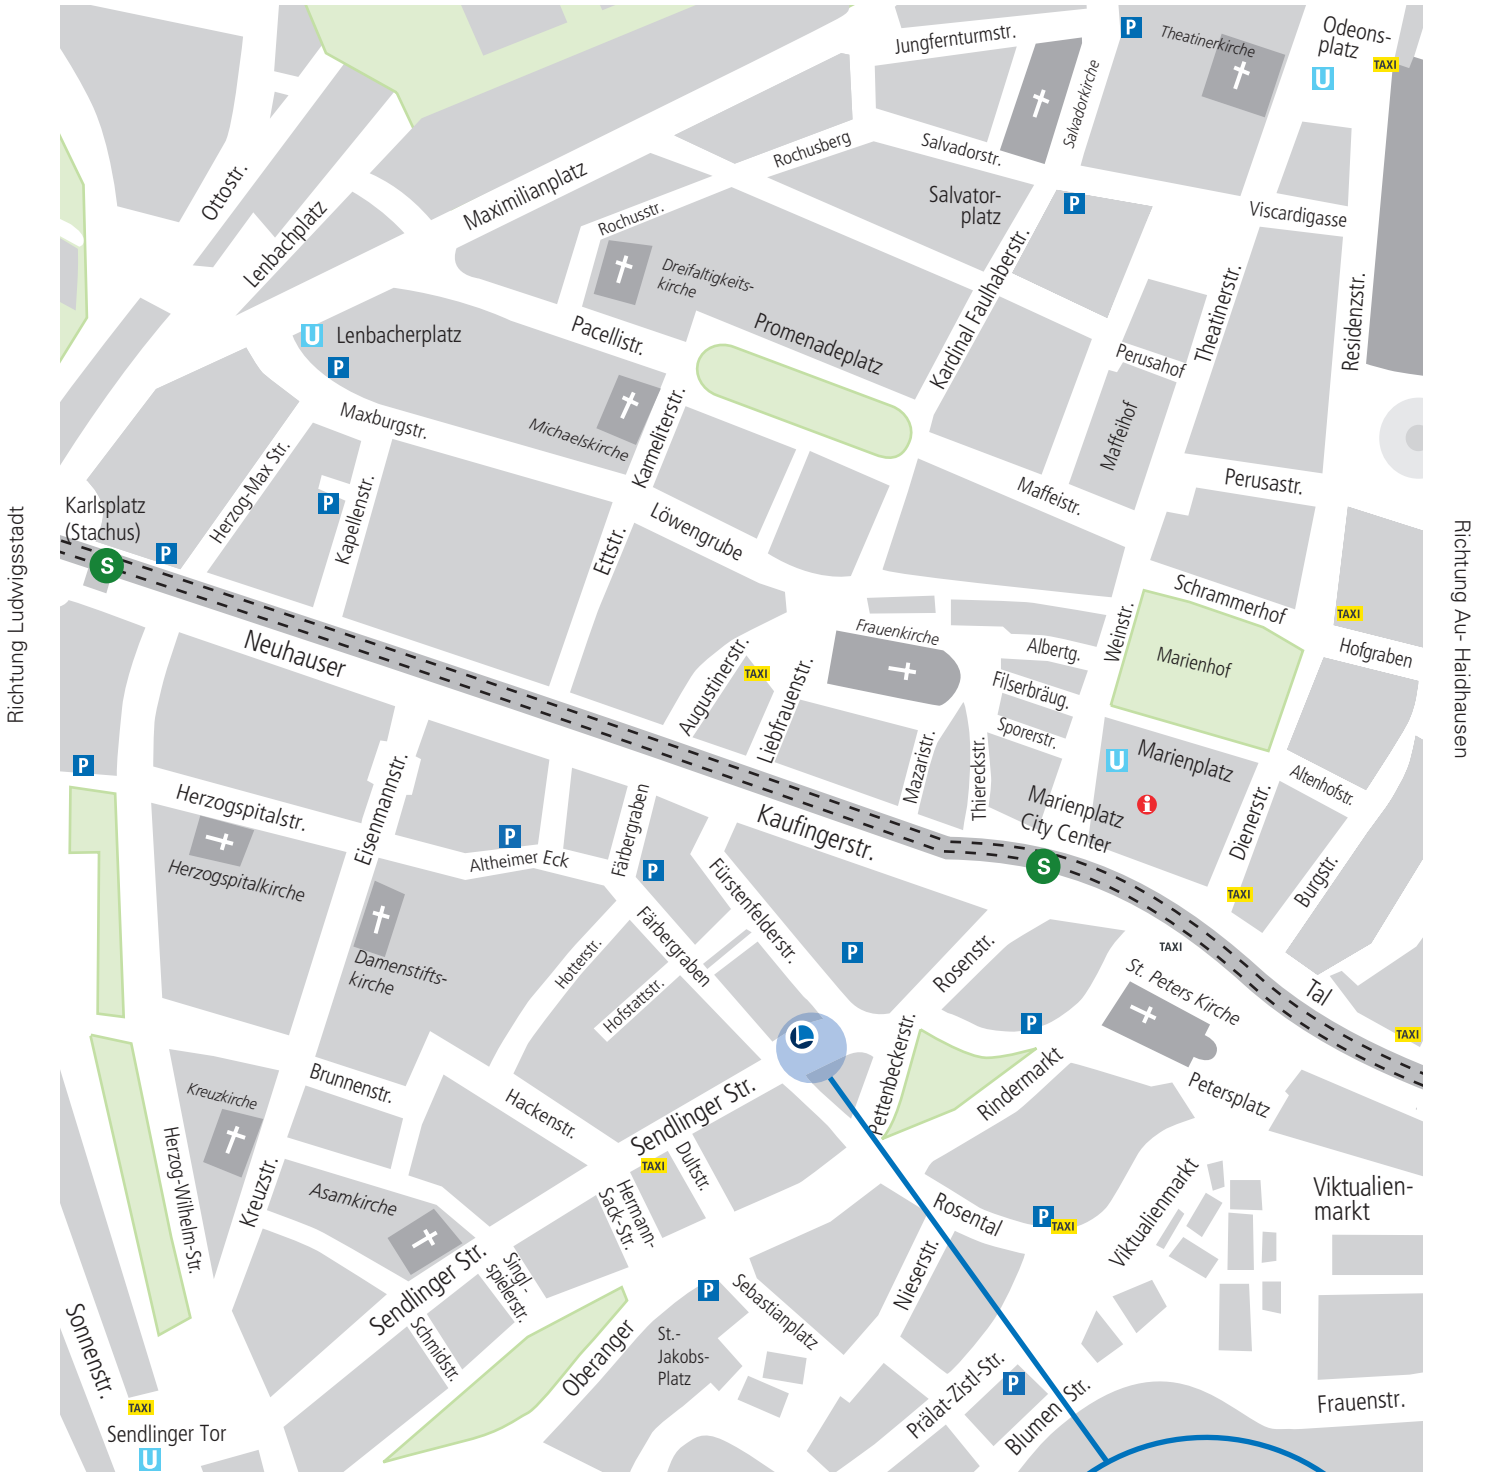 Jungfernturmstr.
P
Theatinerkirche
Odeons-
platz
TAXI
U
Salvadorkirche
Salvadorstr.
Rochusberg
Ottostr.
Lenbachplatz
Maximilianplatz
Rochusstr.
Salvator-
platz
P
Viscardigasse
Dreifaltigkeits-
kirche
Kardinal Faulhaberstr.
Theatinerstr.
Residenzstr.
U
Lenbacherplatz
P
Pacellistr.
Promenadeplatz
Perusahof
Maxburgstr.
Michaelskirche
Karmeliterstr.
Maffeihof
Maffeistr.
Perusastr.
Karlsplatz
(Stachus)
S
P
Herzog-Max Str.
P
Kapellenstr.
Ettstr.
Löwengrube
Richtung Ludwigsstadt
Richtung Au- Haidhausen
Neuhauser
Augustinerstr.
TAXI
Liebfrauenstr.
Frauenkirche
Albertg.
Filserbräug.
Sporerstr.
Weinstr.
Schrammerhof
Marienhof
TAXI
Hofgraben
Mazaristr.
Thiereckstr.
U
Marienplatz
Marienplatz
City Center
S
Dienerstr.
Altenhofstr.
Burgstr.
TAXI
P
Herzogspitalstr.
Herzogspitalkirche
Eisenmannstr.
P
Altheimer Eck
Färbergraben
P
Kaufingerstr.
Fürstenfelderstr.
Färbergraben
P
Rosenstr.
TAXI
St. Peters Kirche
Tal
TAXI
Damenstifts-
kirche
Hotterstr.
Hofstattstr.
P
Pettenbeckerstr.
Rindermarkt
Petersplatz
Brunnenstr.
Kreuzkirche
Hackenstr.
Sendlinger Str.
TAXI
Dultstr.
Hermann-
Sack-Str.
Herzog-Wilhelm-Str.
Kreuzstr.
Asamkirche
Sendlinger Str.
Singl-
spielerstr.
Schmidstr.
Rosental
P
TAXI
Viktualienmarkt
Viktualien-
markt
Nieserstr.
P
Sebastianplatz
St.-
Jakobs-
Platz
Oberanger
Sonnenstr.
TAXI
Sendlinger Tor
U
Prälat-Zistl-Str.
P
Blumen Str.
Frauenstr.